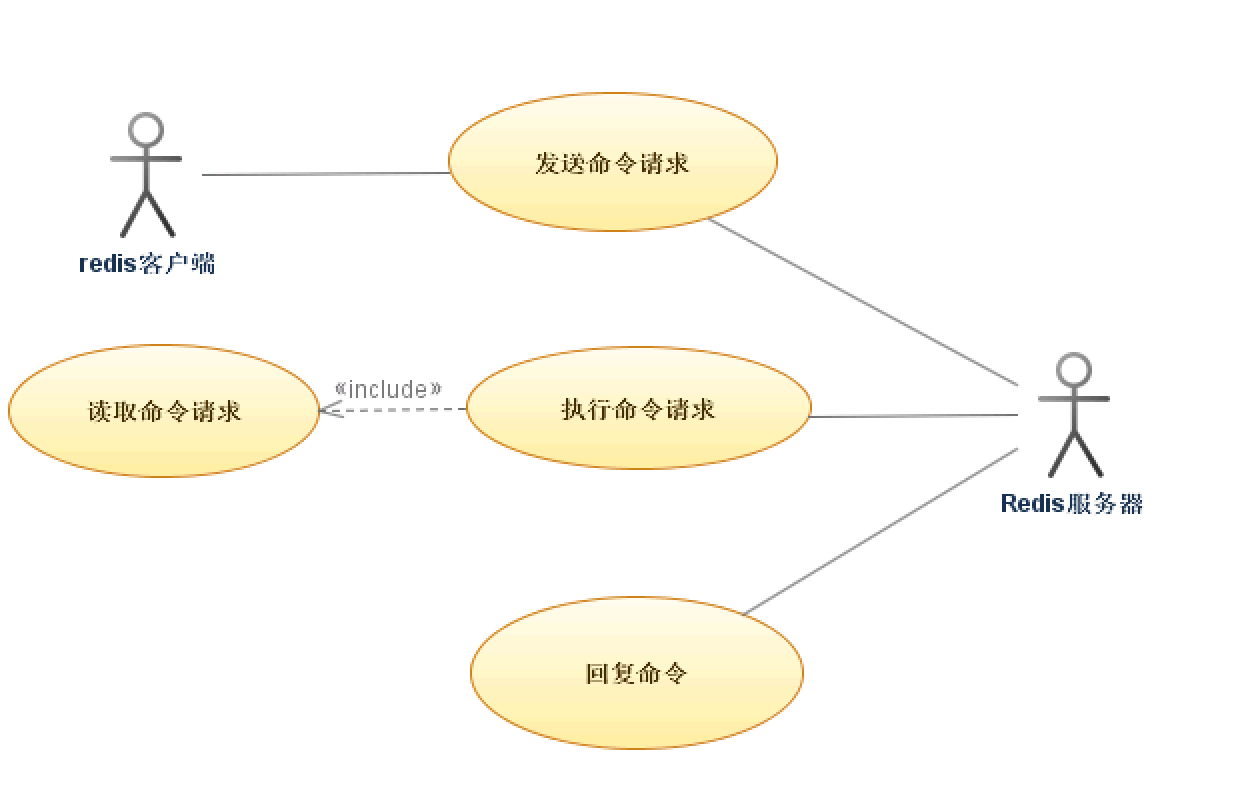 发送命令请求
redis客户端
«include»
读取命令请求
执行命令请求
Redis服务器
回复命令